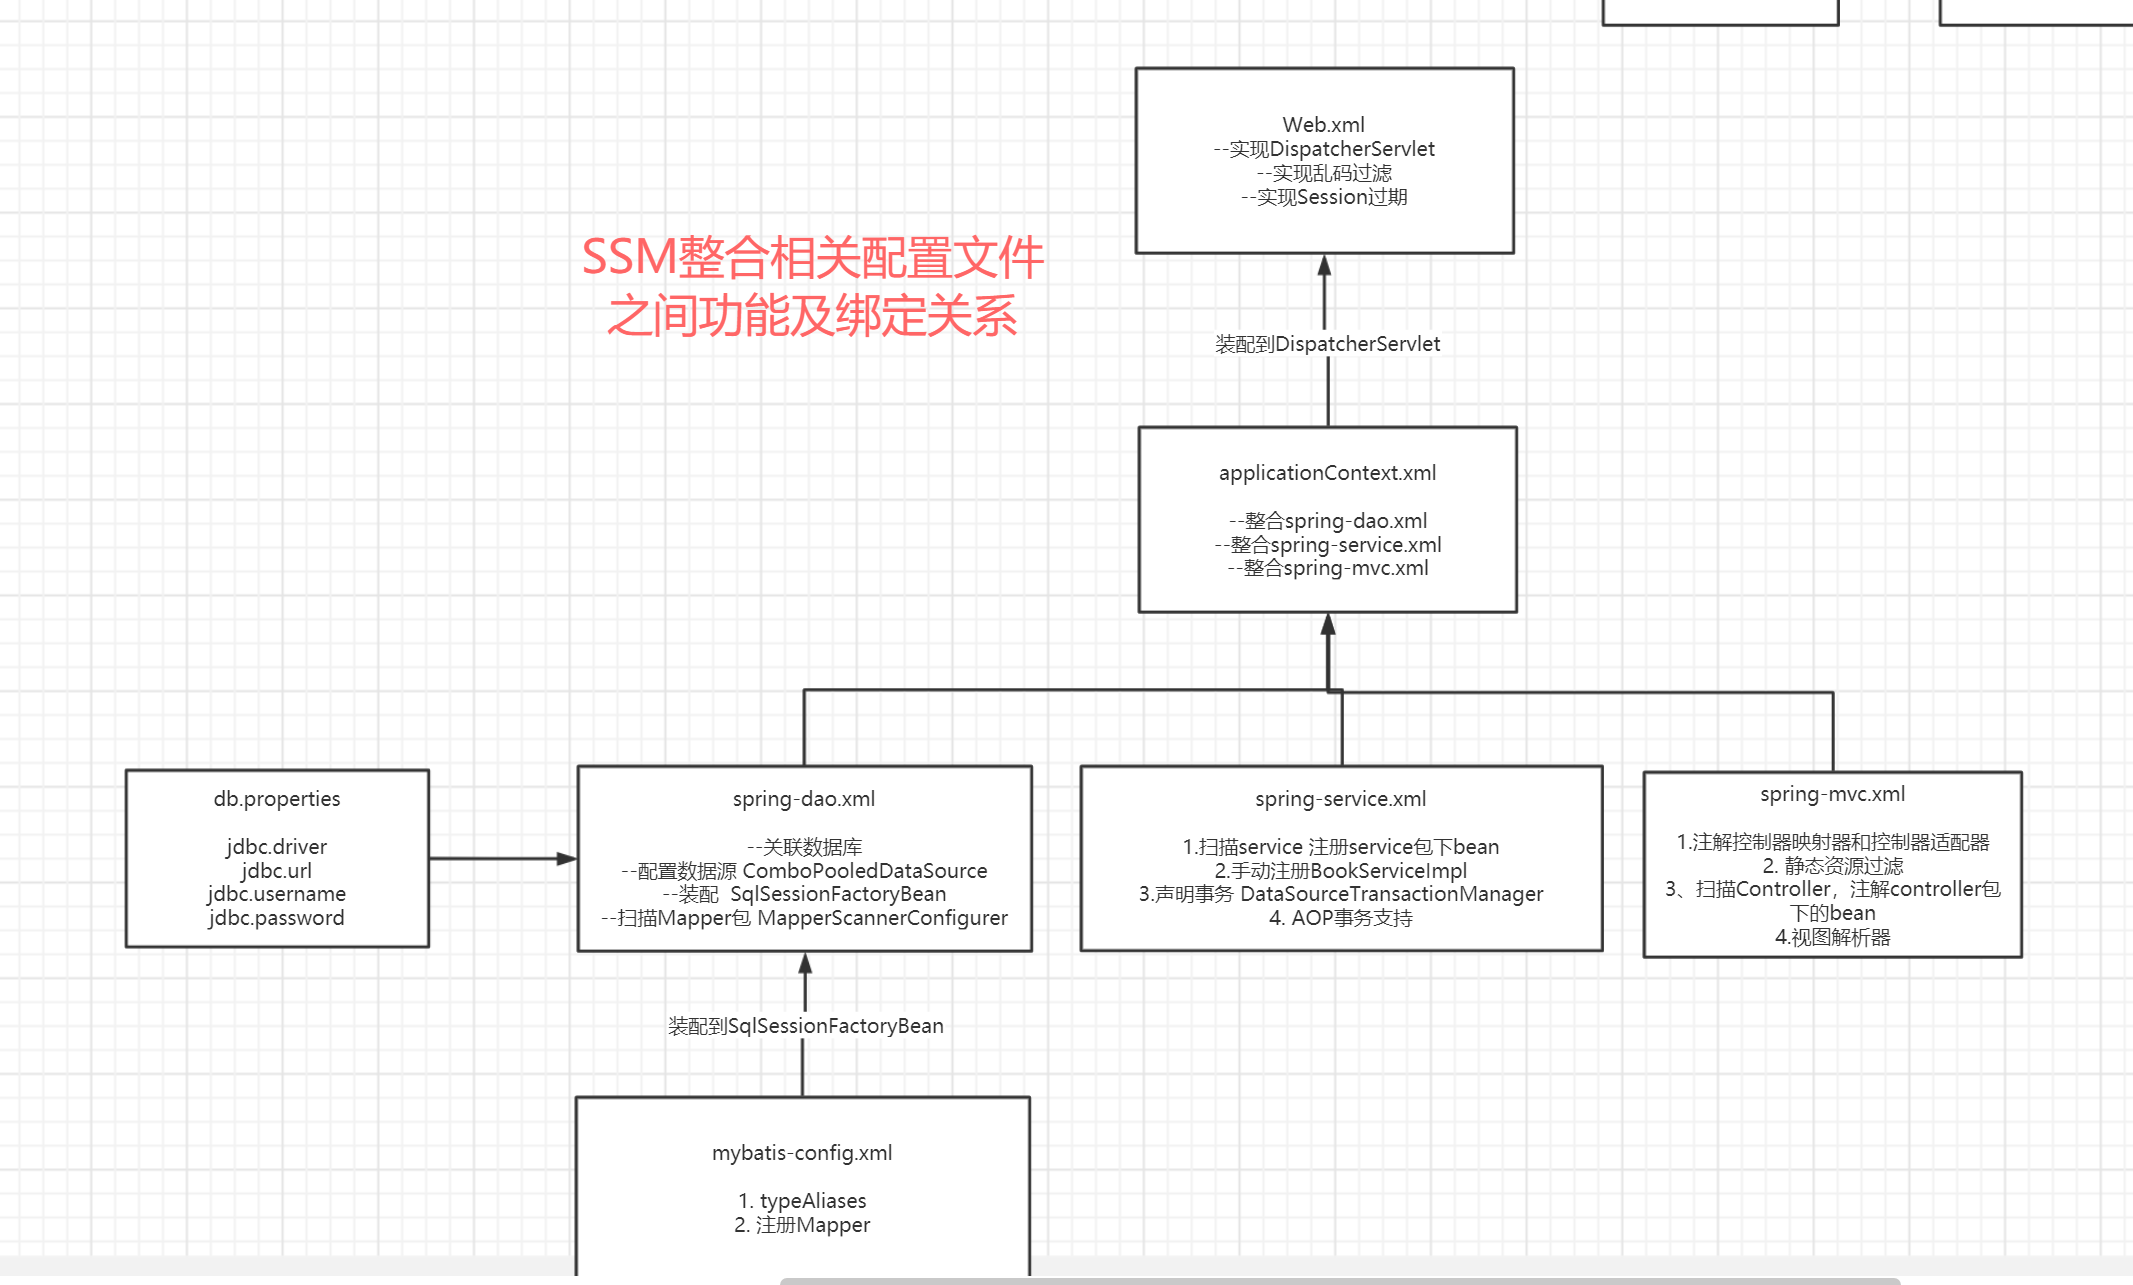 Web.xml
--实现DispatcherServlet
--实现乱码过滤
--实现Session过期
SSM整合相关配置文件
之间功能及绑定关系
装配到DispatcherServlet
applicationContext.xml
--整合spring-dao.xml
--整合spring-service.xml
--整合spring-mvc.xml
db.properties
jdbc.driver
jdbc.url
jdbc.username
jdbc.password
spring-dao.xml
--关联数据库
--配置数据源 ComboPooledDataSource
--装配  SqlSessionFactoryBean
--扫描Mapper包 MapperScannerConfigurer
spring-service.xml
1.扫描service 注册service包下bean
2.手动注册BookServiceImpl
3.声明事务 DataSourceTransactionManager
4. AOP事务支持
spring-mvc.xml
1.注解控制器映射器和控制器适配器
2. 静态资源过滤
3、扫描Controller，注解controller包
下的bean
4.视图解析器
装配到SqlSessionFactoryBean
mybatis-config.xml
1. typeAliases
2. 注册Mapper